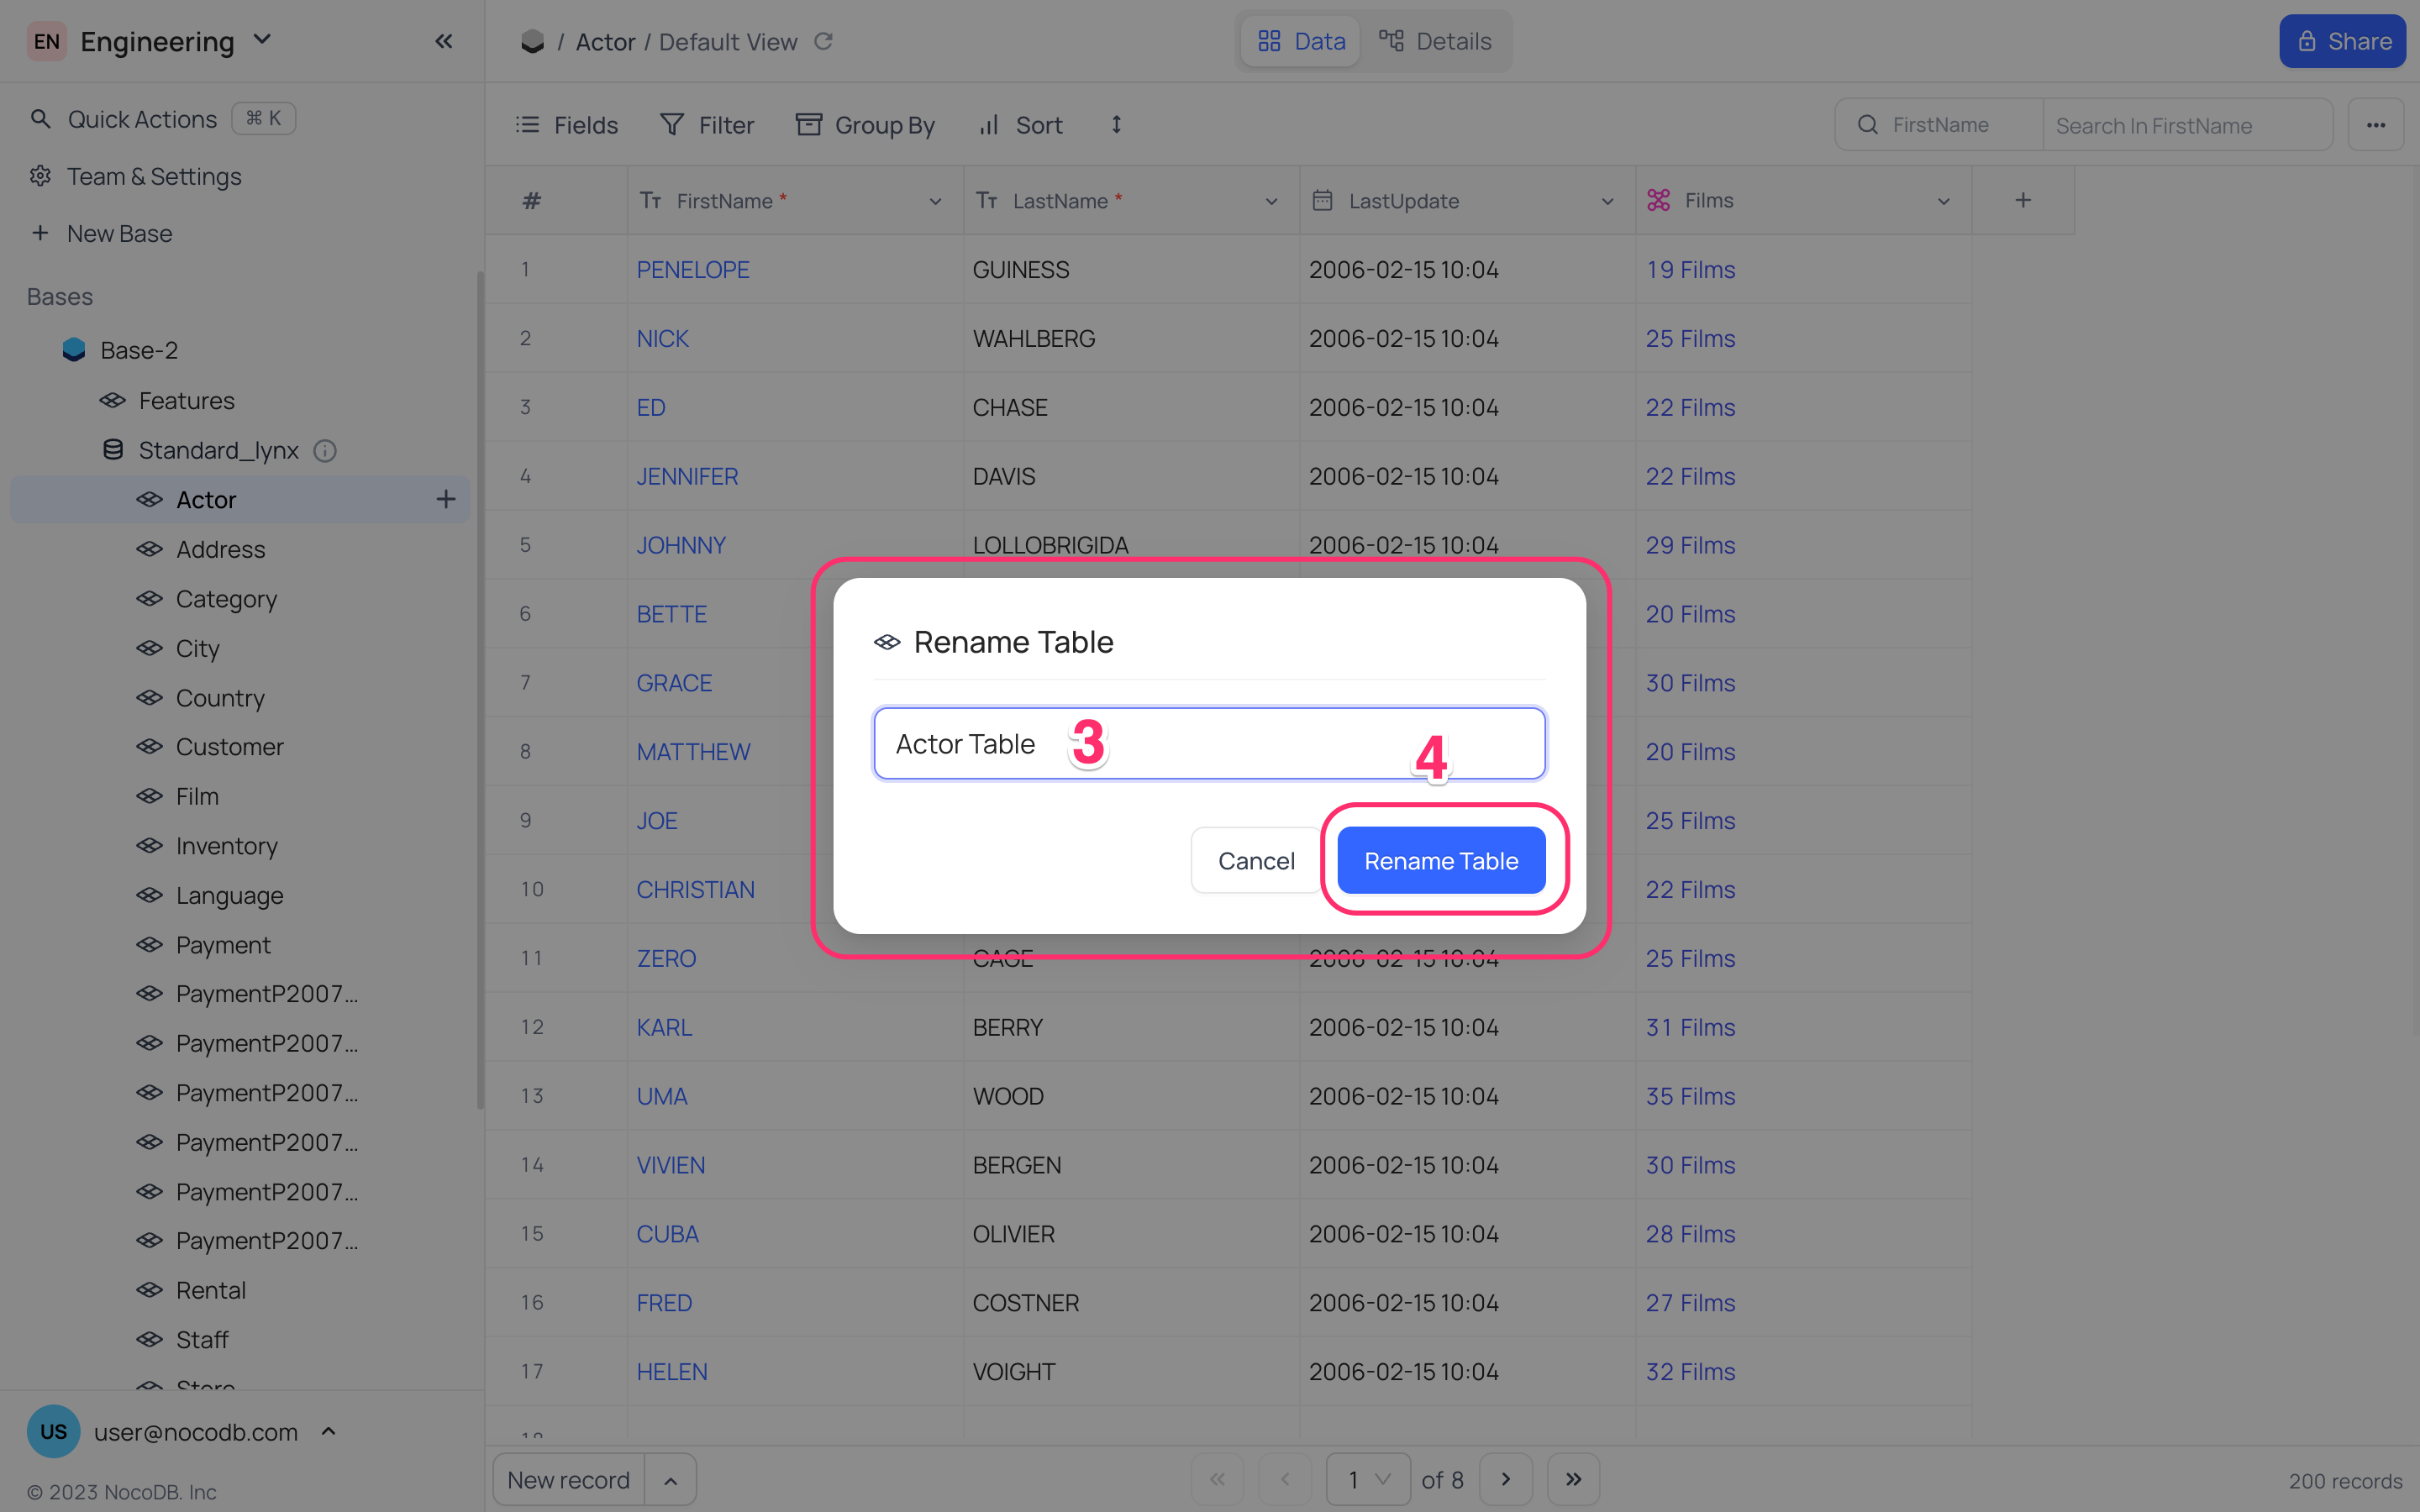 EN Engineering
Quick Actions ⌘ K
Team & Settings
New Base
Bases
Base-2
Features
Standard_lynx
Actor
Address
Category
City
Country
Customer
Film
Inventory
Language
Payment
PaymentP2007...
PaymentP2007...
PaymentP2007...
PaymentP2007...
PaymentP2007...
PaymentP2007...
Rental
Staff
Store
US user@nocodb.com
© 2023 NocoDB. Inc
/ Actor / Default View
Data Details
Share
Fields Filter Group By Sort
FirstName Search In FirstName
# FirstName * LastName * LastUpdate Films +
1 PENELOPE GUINESS 2006-02-15 10:04 19 Films
2 NICK WAHLBERG 2006-02-15 10:04 25 Films
3 ED CHASE 2006-02-15 10:04 22 Films
4 JENNIFER DAVIS 2006-02-15 10:04 22 Films
5 JOHNNY LOLLOBRIGIDA 2006-02-15 10:04 29 Films
6 BETTE 20 Films
7 GRACE 30 Films
8 MATTHEW 20 Films
9 JOE 25 Films
10 CHRISTIAN 22 Films
11 ZERO CAGE 2006-02-15 10:04 25 Films
12 KARL BERRY 2006-02-15 10:04 31 Films
13 UMA WOOD 2006-02-15 10:04 35 Films
14 VIVIEN BERGEN 2006-02-15 10:04 30 Films
15 CUBA OLIVIER 2006-02-15 10:04 28 Films
16 FRED COSTNER 2006-02-15 10:04 27 Films
17 HELEN VOIGHT 2006-02-15 10:04 32 Films
18
Rename Table
Actor Table 3
4
Cancel Rename Table
New record
1 of 8
200 records